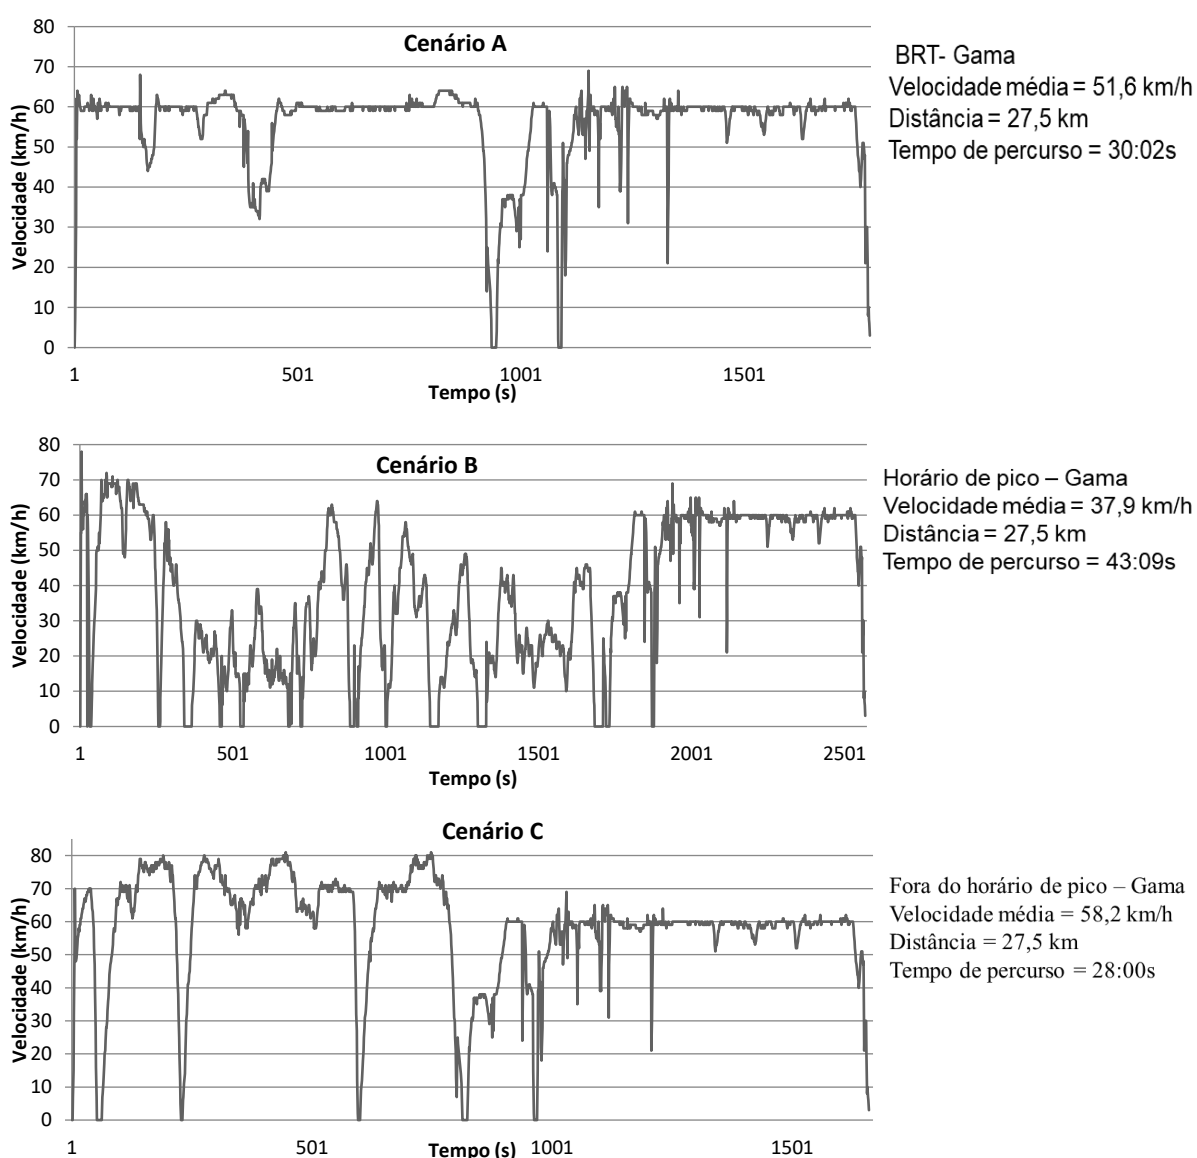 Cenário A
80
70
60
50
40
30
20
10
0
Velocidade (km/h)
1 501 1001 1501
Tempo (s)
BRT- Gama
Velocidade média = 51,6 km/h
Distância = 27,5 km
Tempo de percurso = 30:02s
Cenário B
80
70
60
50
40
30
20
10
0
Velocidade (km/h)
1 501 1001 1501 2001 2501
Tempo (s)
Horário de pico – Gama
Velocidade média = 37,9 km/h
Distância = 27,5 km
Tempo de percurso = 43:09s
Cenário C
80
70
60
50
40
30
20
10
0
Velocidade (km/h)
1 501 1001 1501
Tempo (s)
Fora do horário de pico – Gama
Velocidade média = 58,2 km/h
Distância = 27,5 km
Tempo de percurso = 28:00s